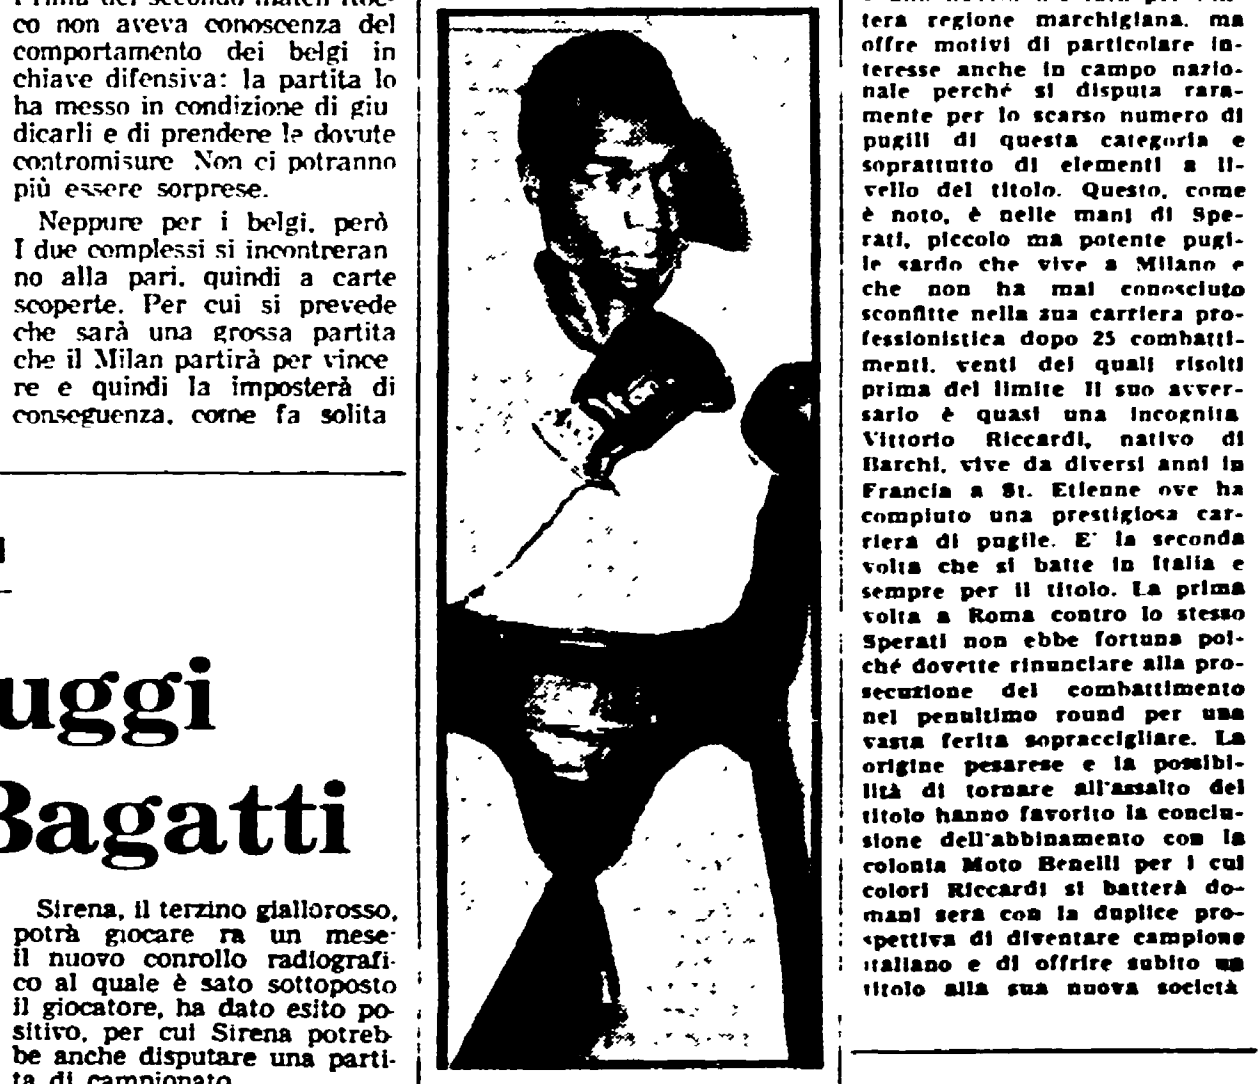 Prima del secondo match Roc-
co non aveva conoscenza del
comportamento dei belgi in
chiave difensiva: la partita lo
ha messo in condizione di giu
dicarli e di prendere le dovute
contromisure Non ci potranno
più essere sorprese.
Neppure per i belgi, però
I due complessi si incontreran
no alla pari, quindi a carte
scoperte. Per cui si prevede
che sarà una grossa partita
che il Milan partirà per vince
re e quindi la imposterà di
conseguenza, come fa solita
uggi
Bagatti
Sirena, il terzino giallorosso,
potrà giocare ra un mese:
il nuovo conrollo radiografi-
co al quale è sato sottoposto
il giocatore, ha dato esito po-
sitivo, per cui Sirena potreb-
be anche disputare una parti-
ta di campionato
tera regione marchigiana, ma
offre motivi di particolare in-
teresse anche in campo nazio-
nale perché si disputa rara-
mente per lo scarso numero di
pugili di questa categoria e
soprattutto di elementi a li-
vello del titolo. Questo, come
è noto, è nelle mani di Spe-
rati, piccolo ma potente pugi-
le sardo che vive a Milano e
che non ha mai conosciuto
sconfitte nella sua carriera pro-
fessionistica dopo 25 combatti-
menti, venti dei quali risolti
prima del limite Il suo avver-
sario è quasi una incognita
Vittorio Riccardi, nativo di
Barchi, vive da diversi anni in
Francia a St. Etienne ove ha
compiuto una prestigiosa car-
riera di pugile. E' la seconda
volta che si batte in Italia e
sempre per il titolo. La prima
volta a Roma contro lo stesso
Sperati non ebbe fortuna poi-
ché dovette rinunciare alla pro-
secuzione del combattimento
nel penultimo round per una
vasta ferita sopraccigliare. La
origine pesarese e la possibi-
lità di tornare all'assalto del
titolo hanno favorito la conclu-
sione dell'abbinamento con la
colonia Moto Benelli per i cui
colori Riccardi si batterà do-
mani sera con la duplice pro-
spettiva di diventare campione
italiano e di offrire subito un
titolo alla sua nuova società